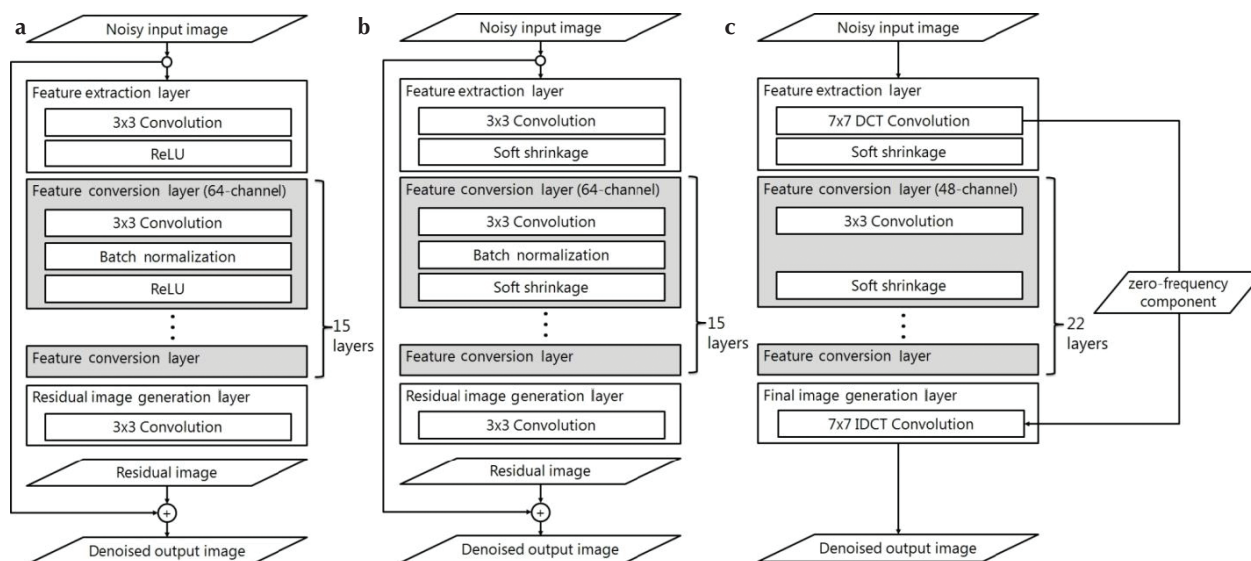 a
Noisy input image
Feature extraction layer
3x3 Convolution
ReLU
Feature conversion layer (64-channel)
3x3 Convolution
Batch normalization
ReLU
⋮
15
layers
Feature conversion layer
Residual image generation layer
3x3 Convolution
Residual image
+
Denoised output image
b
Noisy input image
Feature extraction layer
3x3 Convolution
Soft shrinkage
Feature conversion layer (64-channel)
3x3 Convolution
Batch normalization
Soft shrinkage
⋮
15
layers
Feature conversion layer
Residual image generation layer
3x3 Convolution
Residual image
+
Denoised output image
c
Noisy input image
Feature extraction layer
7x7 DCT Convolution
Soft shrinkage
Feature conversion layer (48-channel)
3x3 Convolution
Soft shrinkage
zero-frequency
component
⋮
22
layers
Feature conversion layer
Final image generation layer
7x7 IDCT Convolution
Denoised output image